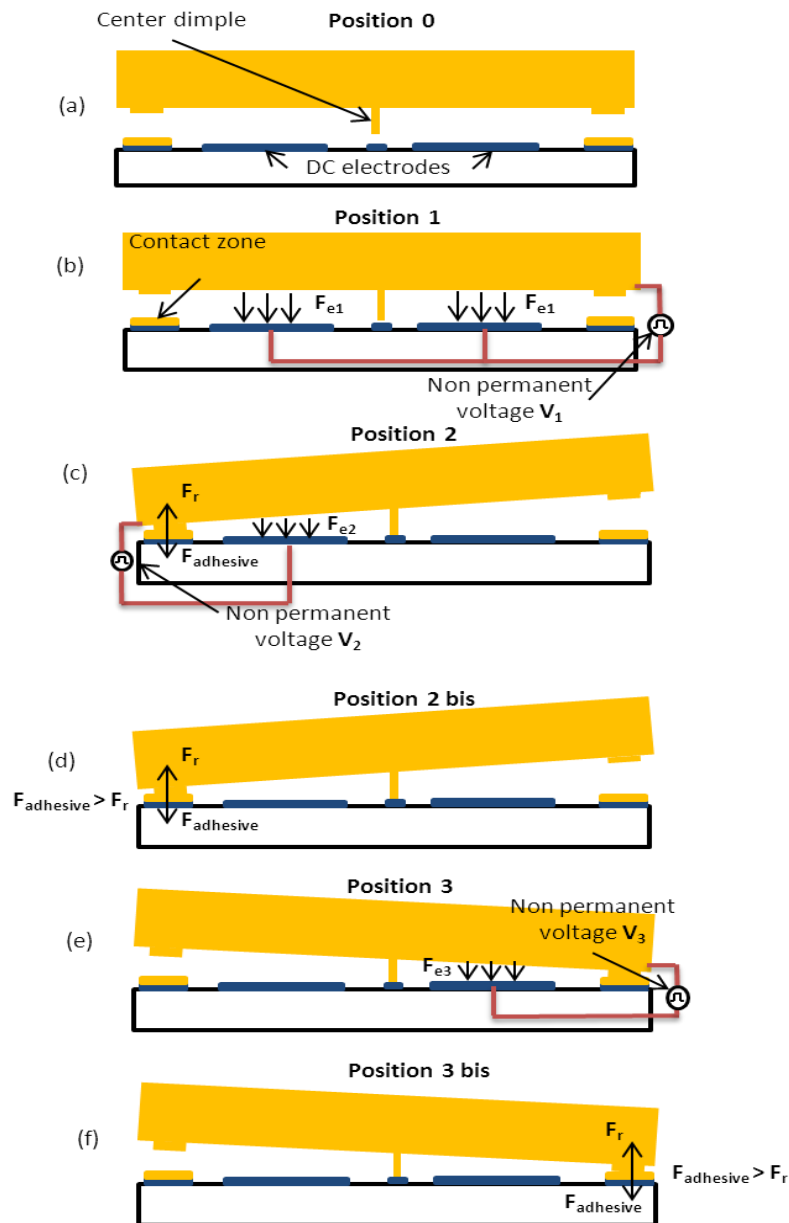 Center dimple
Position 0
(a)
DC electrodes
Position 1
Contact zone
(b)
Fe1
Fe1
Non permanent
voltage V1
Position 2
(c)
Fr
Fe2
Fadhesive
Non permanent
voltage V2
Position 2 bis
(d)
Fr
Fadhesive > Fr
Fadhesive
Position 3
Non permanent
voltage V3
(e)
Fe3
Position 3 bis
(f)
Fr
Fadhesive > Fr
Fadhesive